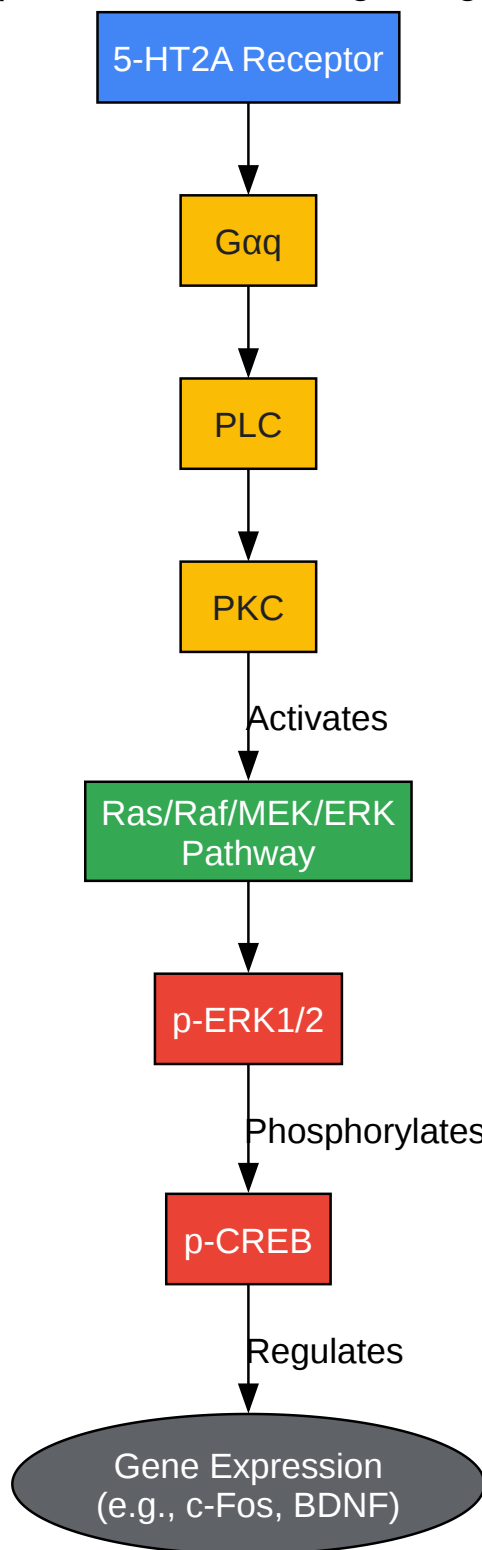 5-HT2A Receptor
Gαq
PLC
PKC
Activates
Ras/Raf/MEK/ERK
Pathway
p-ERK1/2
Phosphorylates
p-CREB
Regulates
Gene Expression
(e.g., c-Fos, BDNF)